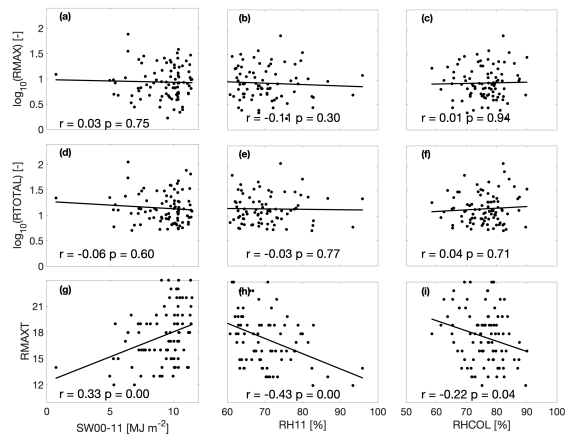 (a) (b) (c)
log10(RMAX) [-]
2
1.5
1
0.5
0
r = 0.03 p = 0.75 r = -0.11 p = 0.30 r = 0.01 p = 0.94
(d) (e) (f)
log10(RTOTAL) [-]
2
1.5
1
0.5
0
r = -0.06 p = 0.60 r = -0.03 p = 0.77 r = 0.04 p = 0.71
(g) (h) (i)
RMAXT
21
18
15
12
r = 0.33 p = 0.00 r = -0.43 p = 0.00 r = -0.22 p = 0.04
0 5 10 60 70 80 90 100 50 60 70 80 90 100
SW00-11 [MJ m-2] RH11 [%] RHCOL [%]